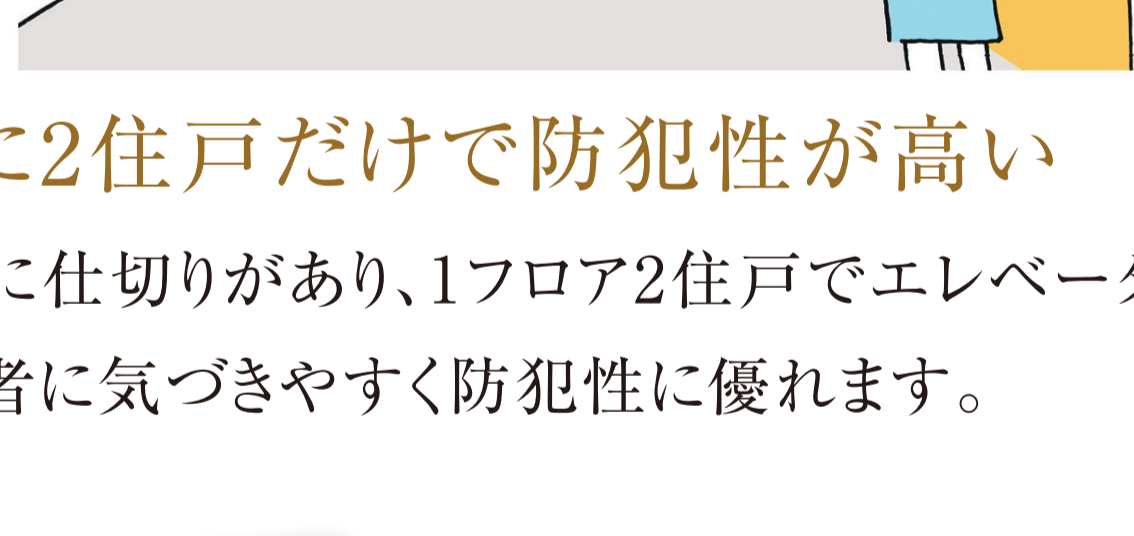 に2住戸だけで防犯性が高い
に仕切りがあり、1フロア2住戸でエレベータ
者に気づきやすく防犯性に優れます。